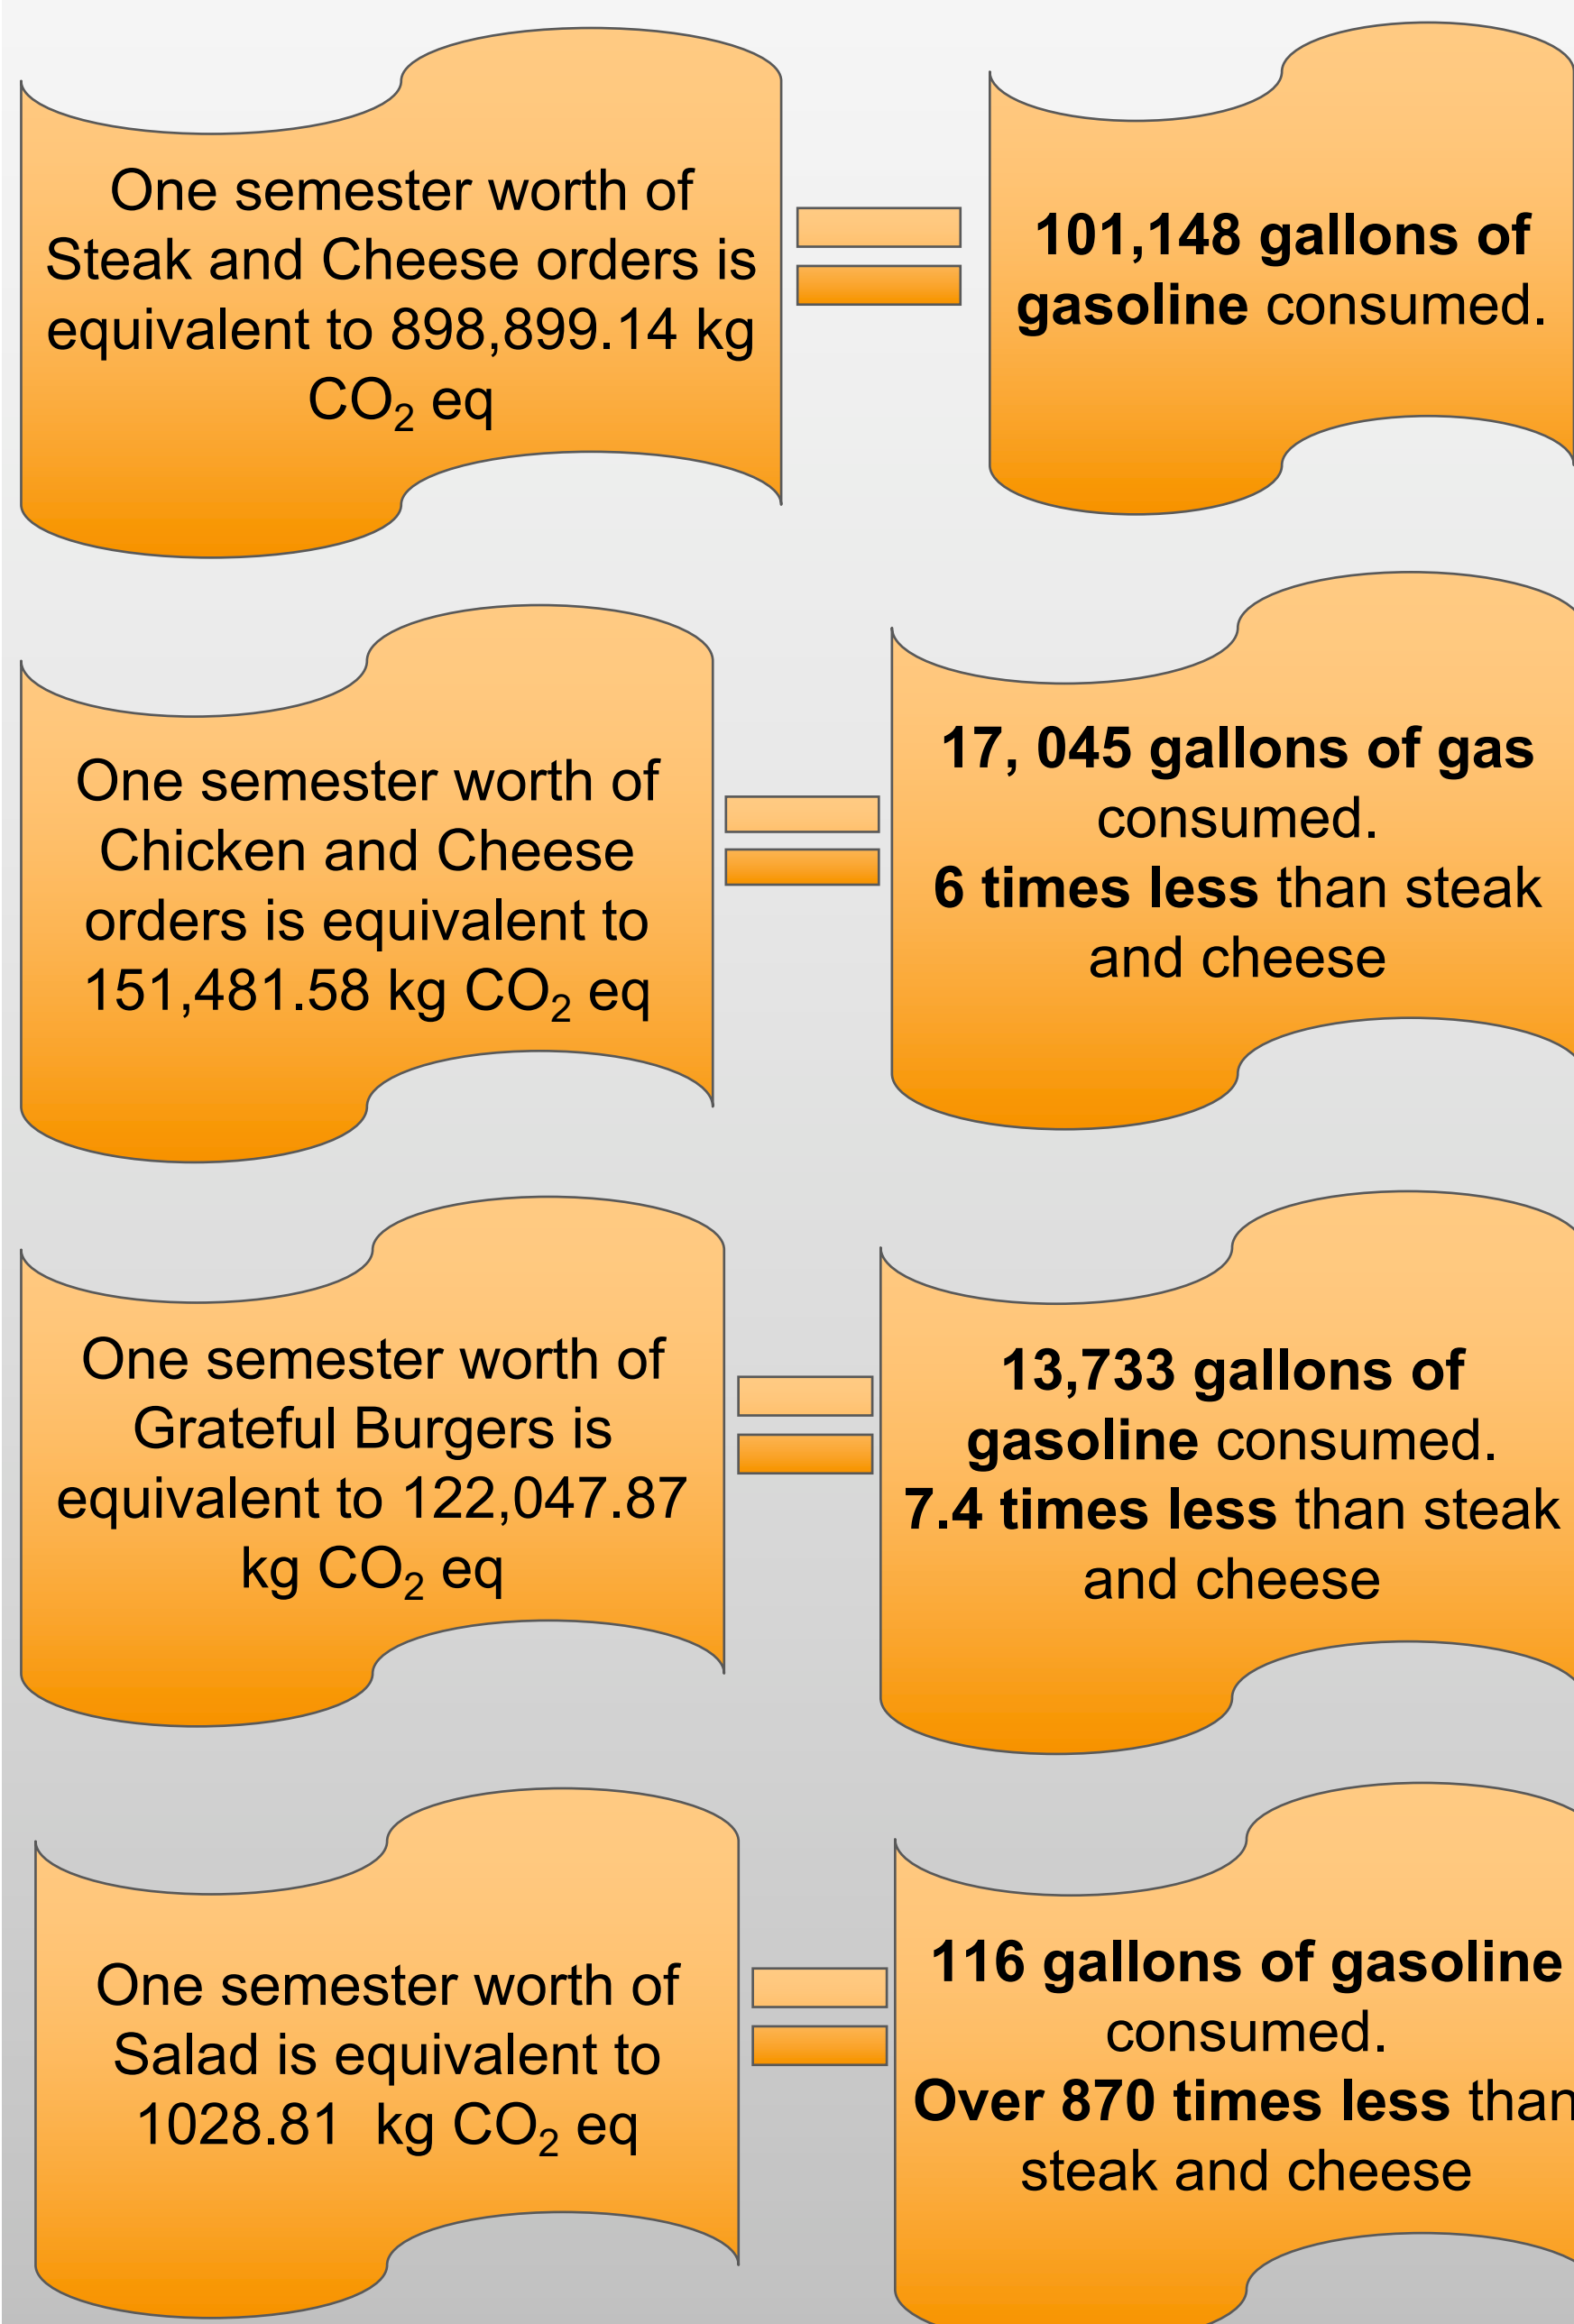 One semester worth of
Steak and Cheese orders is
equivalent to 898,899.14 kg
CO₂ eq
101,148 gallons of
gasoline consumed.
One semester worth of
Chicken and Cheese
orders is equivalent to
151,481.58 kg CO₂ eq
17, 045 gallons of gas
consumed.
6 times less than steak
and cheese
One semester worth of
Grateful Burgers is
equivalent to 122,047.87
kg CO₂ eq
13,733 gallons of
gasoline consumed.
7.4 times less than steak
and cheese
One semester worth of
Salad is equivalent to
1028.81 kg CO₂ eq
116 gallons of gasoline
consumed.
Over 870 times less than
steak and cheese